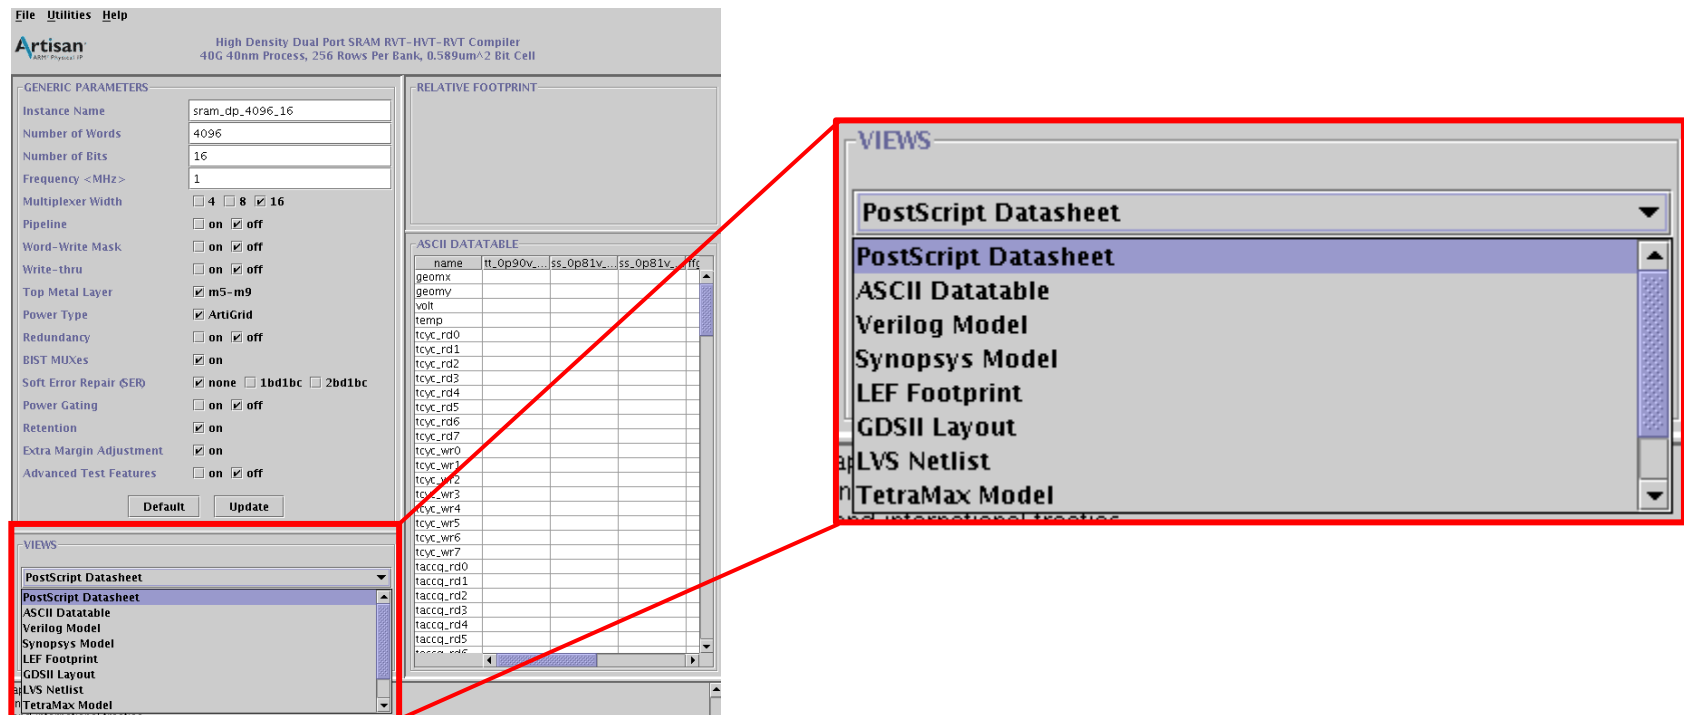 File Utilities Help
Artisan
ARM Physical IP
High Density Dual Port SRAM RVT-HVT-RVT Compiler
40G 40nm Process, 256 Rows Per Bank, 0.589um^2 Bit Cell
GENERIC PARAMETERS
Instance Name sram_dp_4096_16
Number of Words 4096
Number of Bits 16
Frequency <MHz> 1
Multiplexer Width 4 8 16
Pipeline on off
Word-Write Mask on off
Write-thru on off
Top Metal Layer m5-m9
Power Type ArtiGrid
Redundancy on off
BIST MUXes on
Soft Error Repair (SER) none 1bd1bc 2bd1bc
Power Gating on off
Retention on
Extra Margin Adjustment on
Advanced Test Features on off
Default Update
VIEWS
PostScript Datasheet
PostScript Datasheet
ASCII Datatable
Verilog Model
Synopsys Model
LEF Footprint
GDSII Layout
LVS Netlist
TetraMax Model
RELATIVE FOOTPRINT
ASCII DATATABLE
name tt_0p90v_... ss_0p81v_... ss_0p81v_...
geomx
geomy
volt
temp
tcyc_rd0
tcyc_rd1
tcyc_rd2
tcyc_rd3
tcyc_rd4
tcyc_rd5
tcyc_rd6
tcyc_rd7
tcyc_wr0
tcyc_wr1
tcyc_wr2
tcyc_wr3
tcyc_wr4
tcyc_wr5
tcyc_wr6
tcyc_wr7
taccq_rd0
taccq_rd1
taccq_rd2
taccq_rd3
taccq_rd4
taccq_rd5
VIEWS
PostScript Datasheet
PostScript Datasheet
ASCII Datatable
Verilog Model
Synopsys Model
LEF Footprint
GDSII Layout
LVS Netlist
TetraMax Model